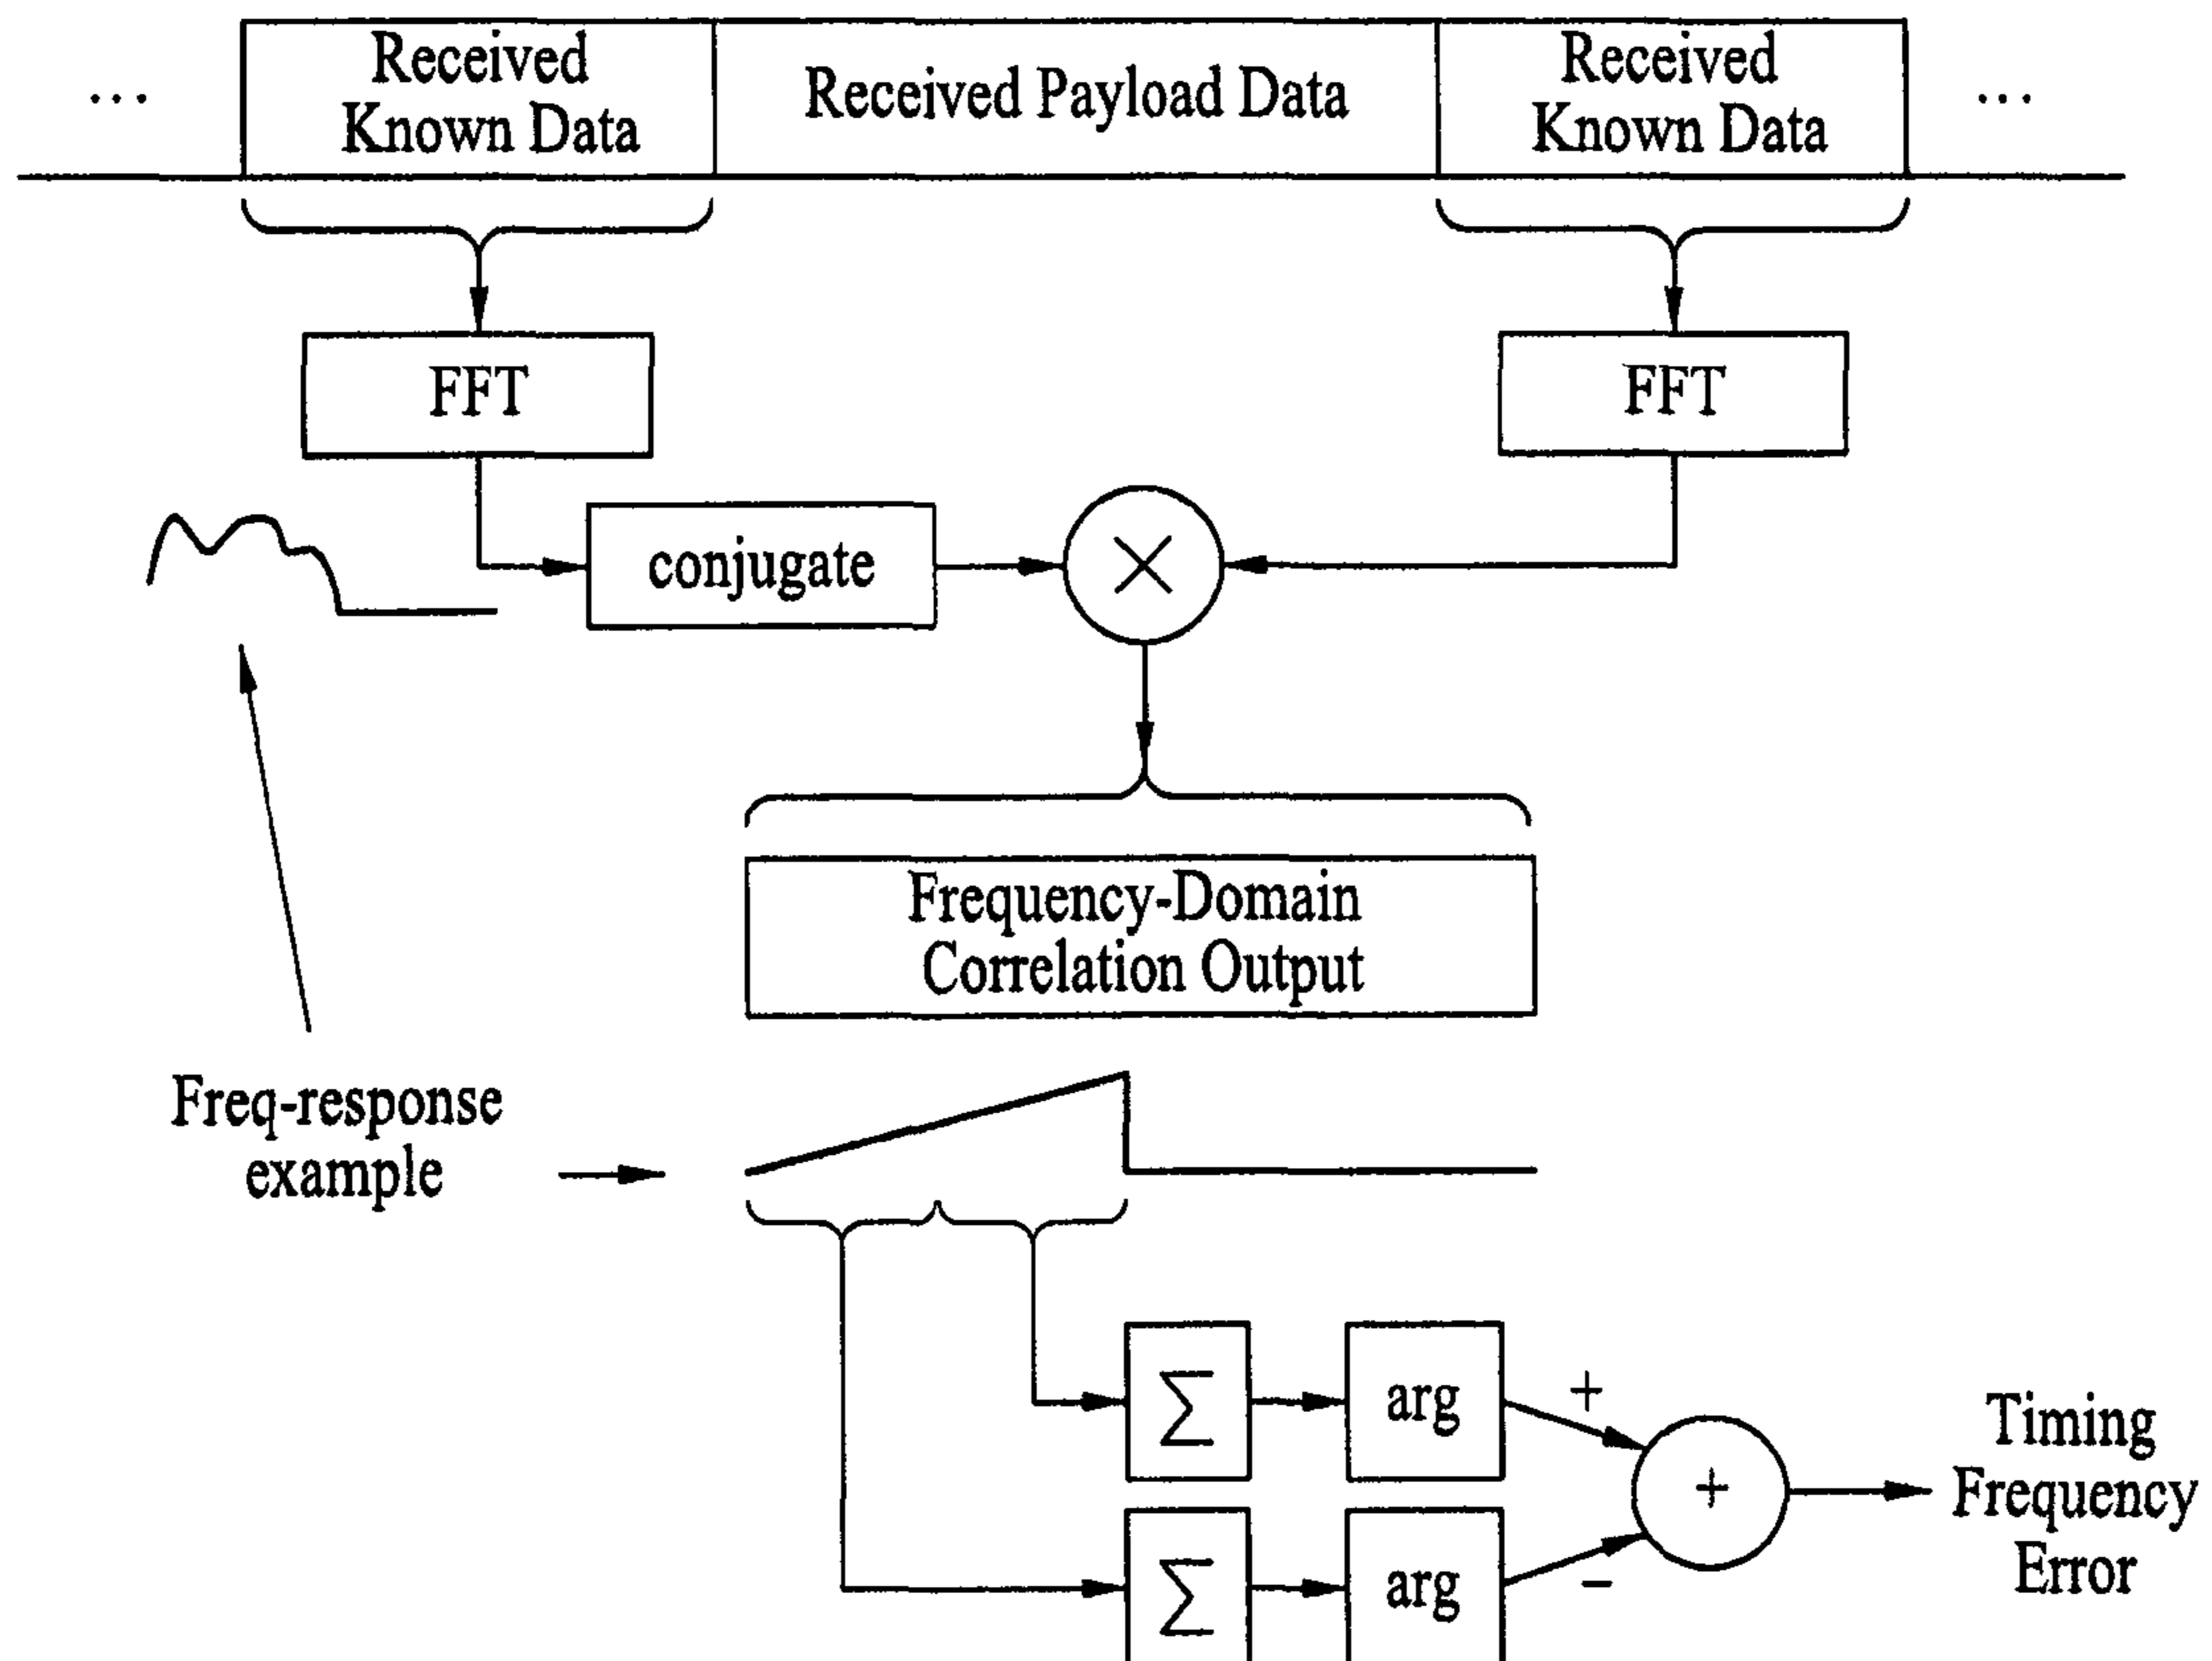 ...
Received
Known Data
Received Payload Data
Received
Known Data
...
FFT
FFT
conjugate
×
Frequency-Domain
Correlation Output
Freq-response
example
Σ
arg
+
Σ
arg
−
+
Timing
Frequency
Error